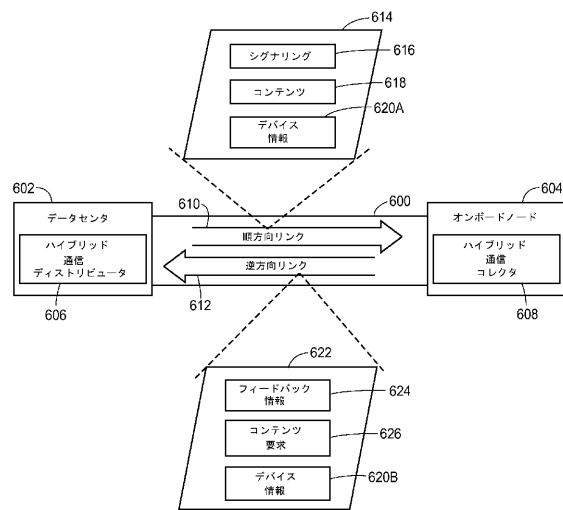 614
シグナリング
616
コンテンツ
618
デバイス
情報
620A
602
610
600
604
データセンタ
オンボードノード
順方向リンク
ハイブリッド
通信
ディストリビュータ
逆方向リンク
ハイブリッド
通信
コレクタ
606
612
608
622
フィードバック
情報
624
コンテンツ
要求
626
デバイス
情報
620B